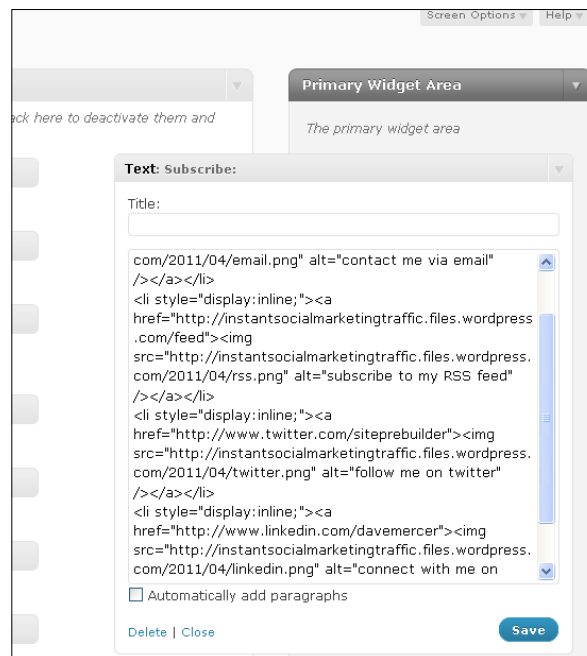 Screen Options Help
Primary Widget Area
ck here to deactivate them and
The primary widget area
Text: Subscribe:
Title:
com/2011/04/email.png" alt="contact me via email"
/></a></li>
<li style="display:inline;"><a
href="http://instantsocialmarketingtraffic.files.wordpress
.com/feed"><img
src="http://instantsocialmarketingtraffic.files.wordpress.
com/2011/04/rss.png" alt="subscribe to my RSS feed"
/></a></li>
<li style="display:inline;"><a
href="http://www.twitter.com/siteprebuilder"><img
src="http://instantsocialmarketingtraffic.files.wordpress.
com/2011/04/twitter.png" alt="follow me on twitter"
/></a></li>
<li style="display:inline;"><a
href="http://www.linkedin.com/davemercer"><img
src="http://instantsocialmarketingtraffic.files.wordpress.
com/2011/04/linkedin.png" alt="connect with me on
Automatically add paragraphs
Delete | Close
Save